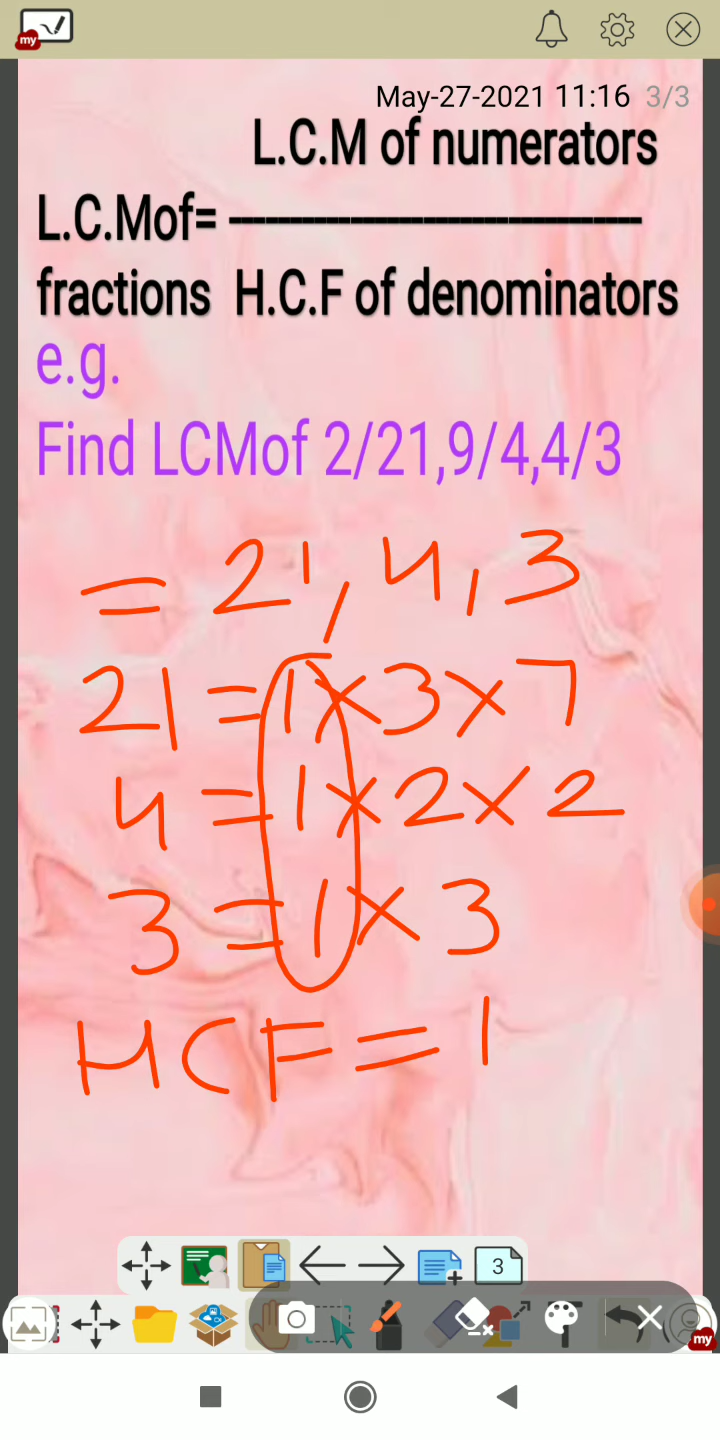 May-27-2021 11:16 3/3
L.C.M of numerators
L.C.Mof= ----------------------------------
fractions H.C.F of denominators
e.g.
Find LCMof 2/21,9/4,4/3
= 21, 4, 3
21 = 1 × 3 × 7
4 = 1 × 2 × 2
3 = 1 × 3
HCF = 1
3
my
my